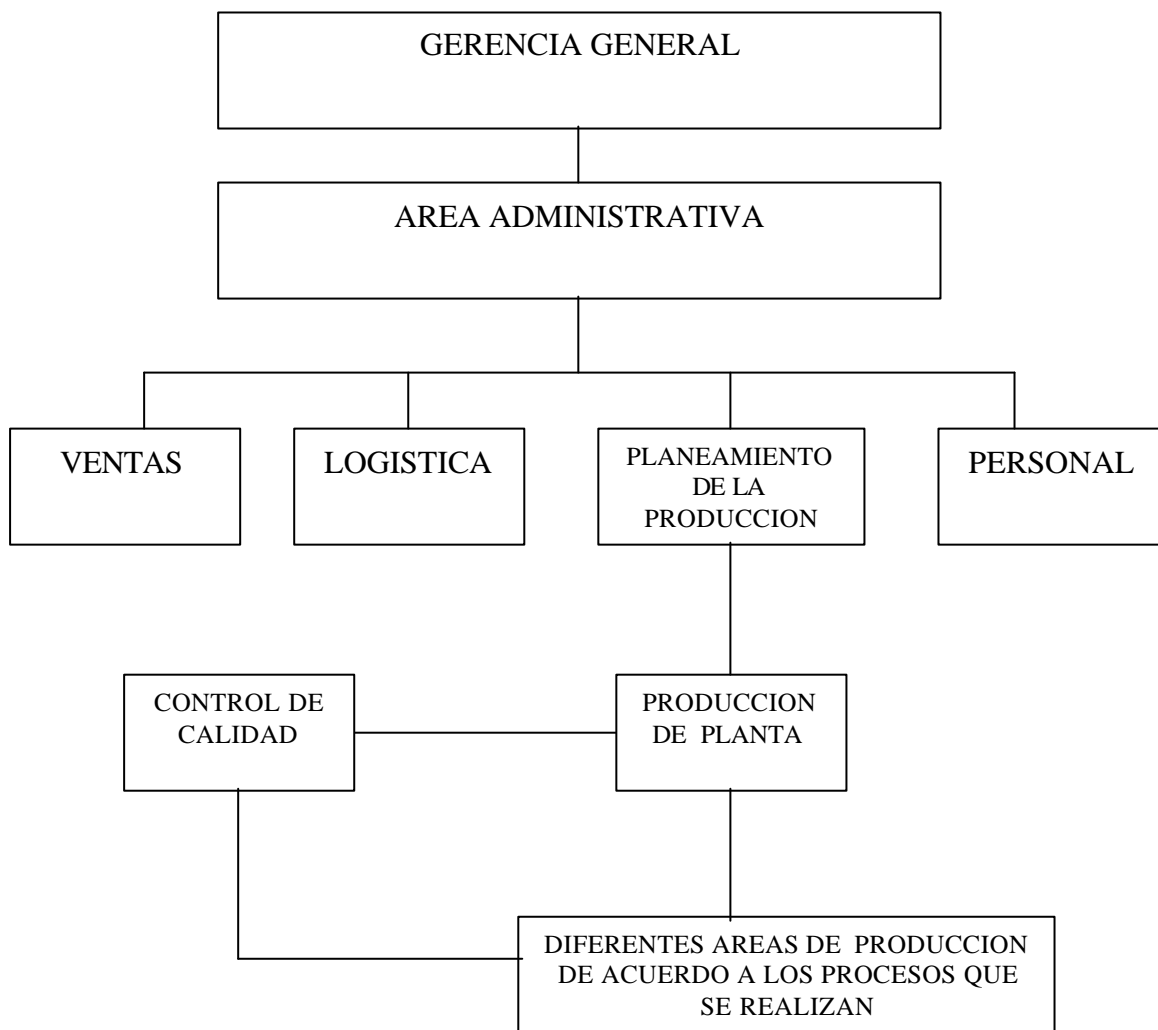 GERENCIA GENERAL
AREA ADMINISTRATIVA
VENTAS
LOGISTICA
PLANEAMIENTO
DE LA
PRODUCCION
PERSONAL
CONTROL DE
CALIDAD
PRODUCCION
DE PLANTA
DIFERENTES AREAS DE PRODUCCION
DE ACUERDO A LOS PROCESOS QUE
SE REALIZAN